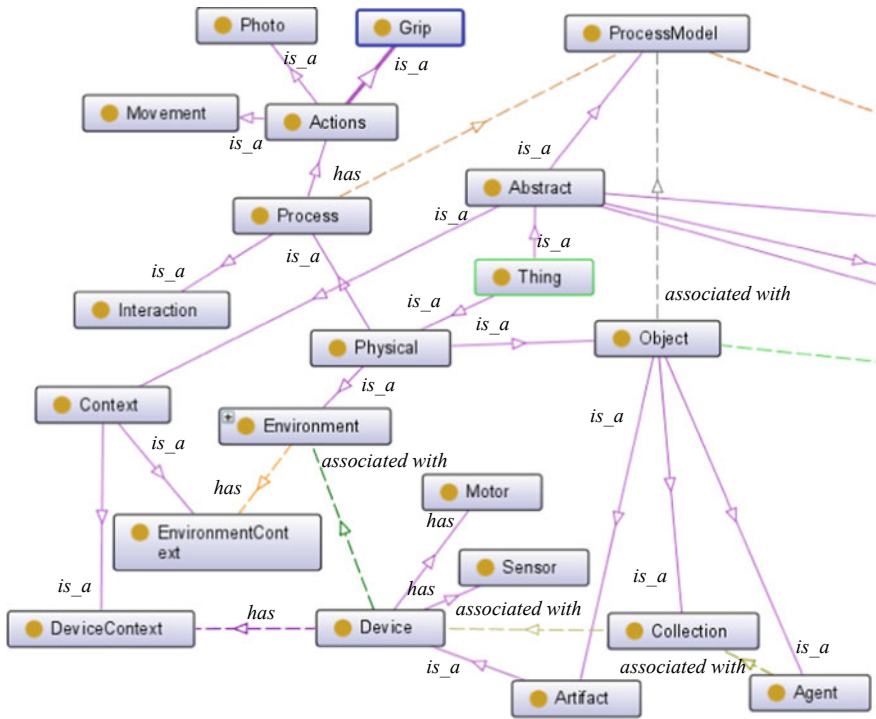 Photo
Grip
ProcessModel
is_a
is_a
Movement
Actions
is_a
is_a
has
Abstract
Process
is_a
is_a
is_a
is_a
Thing
Interaction
is_a
associated with
is_a
Physical
Object
is_a
Context
is_a
Environment
is_a
associated with
has
Motor
has
EnvironmentCont
ext
Sensor
is_a
is_a
has
DeviceContext
has
Device
associated with
Collection
is_a
associated with
is_a
Artifact
Agent